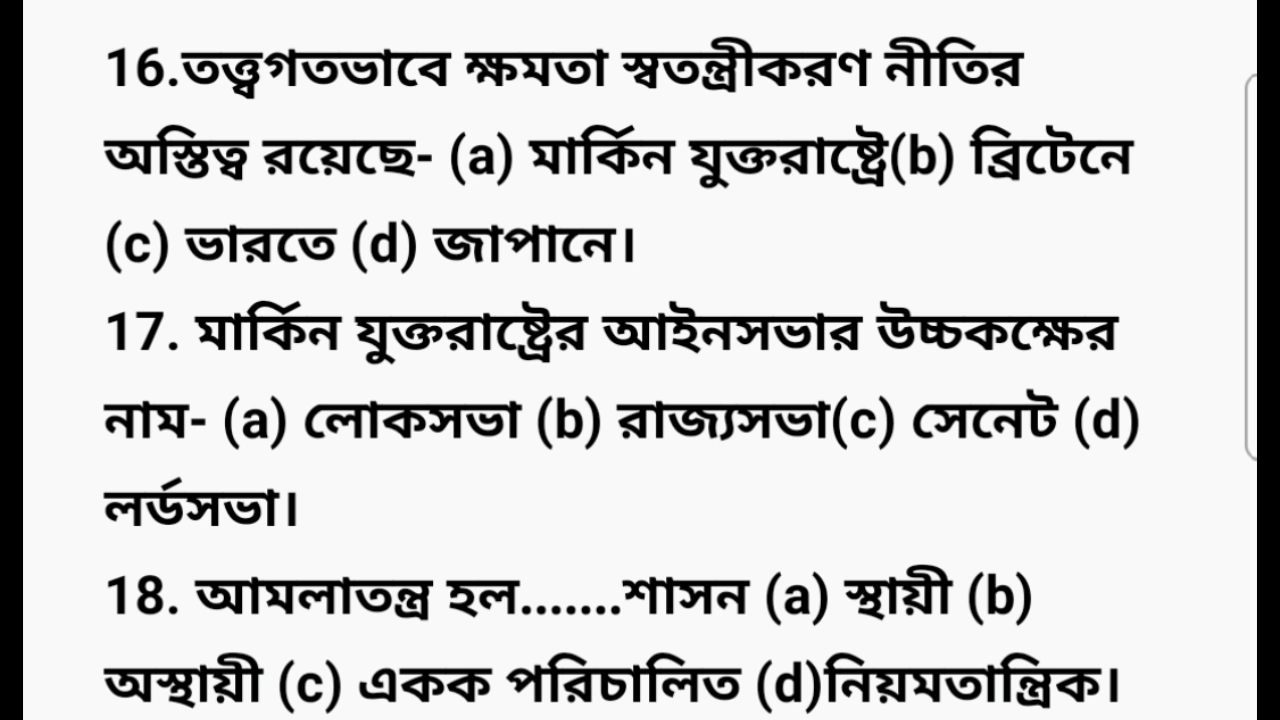 16.তত্ত্বগতভাবে ক্ষমতা স্বতন্ত্রীকরণ নীতির
অস্তিত্ব রয়েছে- (a) মার্কিন যুক্তরাষ্ট্রে(b) ব্রিটেনে
(c) ভারতে (d) জাপানে।
17. মার্কিন যুক্তরাষ্ট্রের আইনসভার উচ্চকক্ষের
নাম- (a) লোকসভা (b) রাজ্যসভা(c) সেনেট (d)
লর্ডসভা।
18. আমলাতন্ত্র হল.......শাসন (a) স্থায়ী (b)
অস্থায়ী (c) একক পরিচালিত (d)নিয়মতান্ত্রিক।